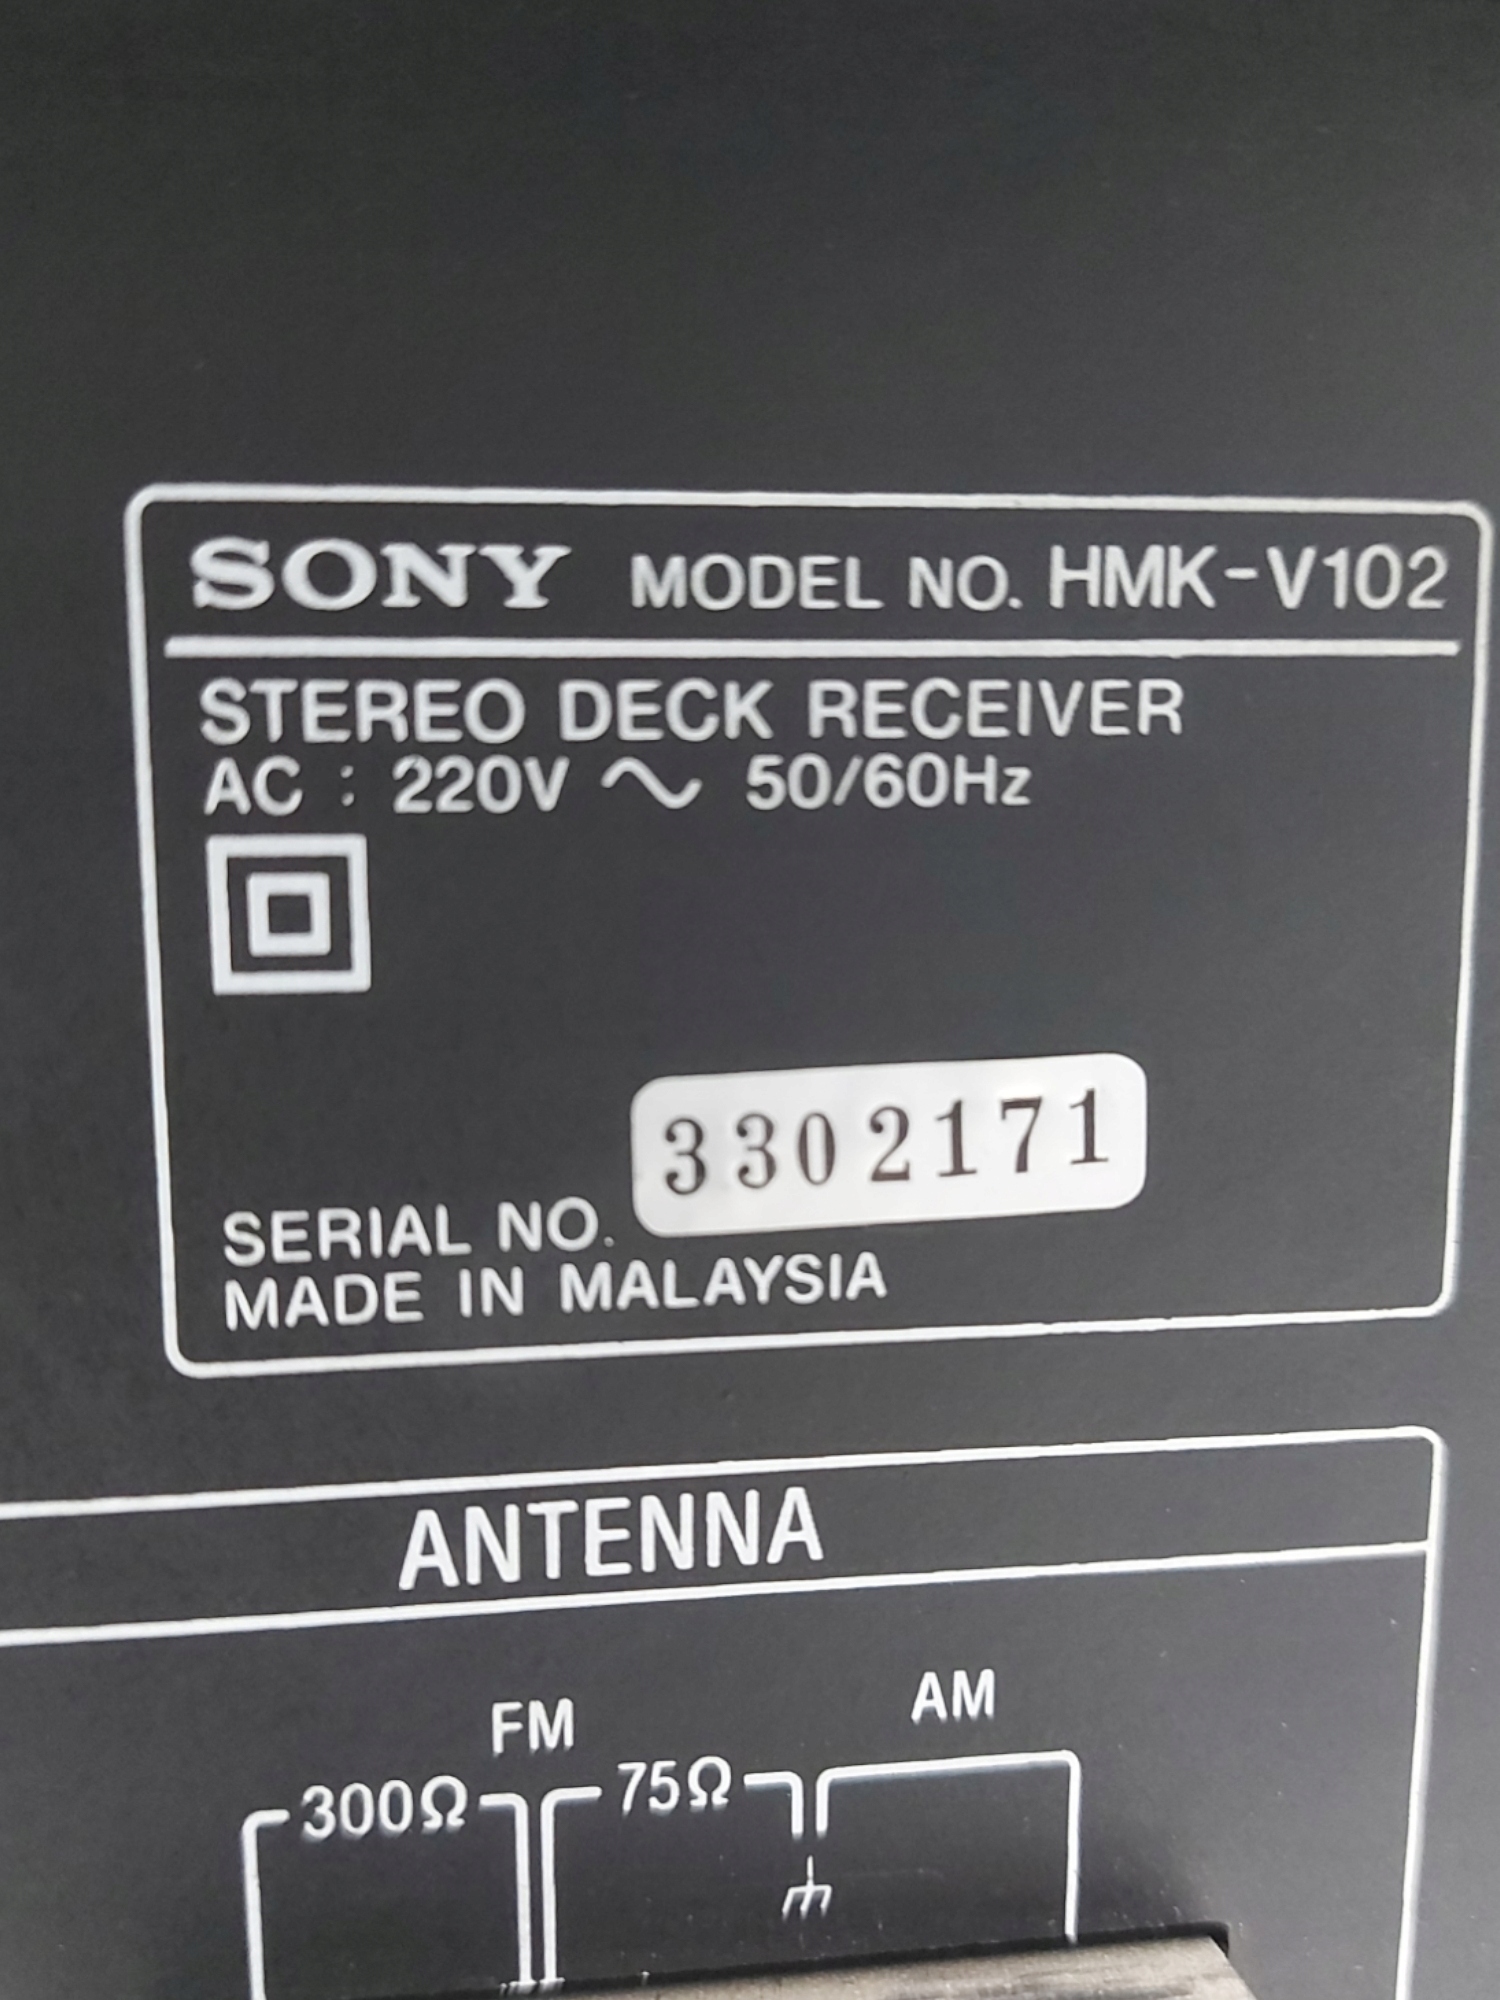 SONY MODEL NO. HMK-V102
STEREO DECK RECEIVER
AC : 220V ~ 50/60Hz
3302171
SERIAL NO.
MADE IN MALAYSIA
ANTENNA
FM AM
300Ω 75Ω